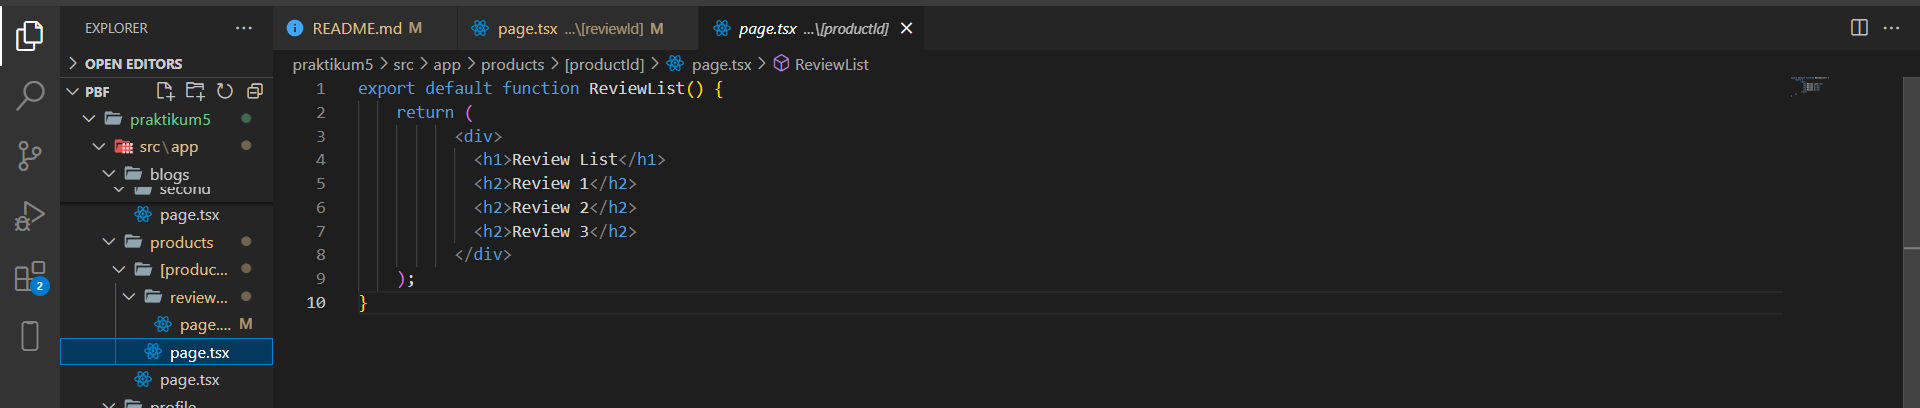 EXPLORER ...
OPEN EDITORS
PBF
praktikum5
src\app
blogs
second
page.tsx
products
[produc...
review...
page.... M
page.tsx
page.tsx
profile
2
README.md M
page.tsx ...\[reviewId] M
page.tsx ...\[productId]
praktikum5 > src > app > products > [productId] > page.tsx > ReviewList
1 export default function ReviewList() {
2 return (
3 <div>
4 <h1>Review List</h1>
5 <h2>Review 1</h2>
6 <h2>Review 2</h2>
7 <h2>Review 3</h2>
8 </div>
9 );
10 }